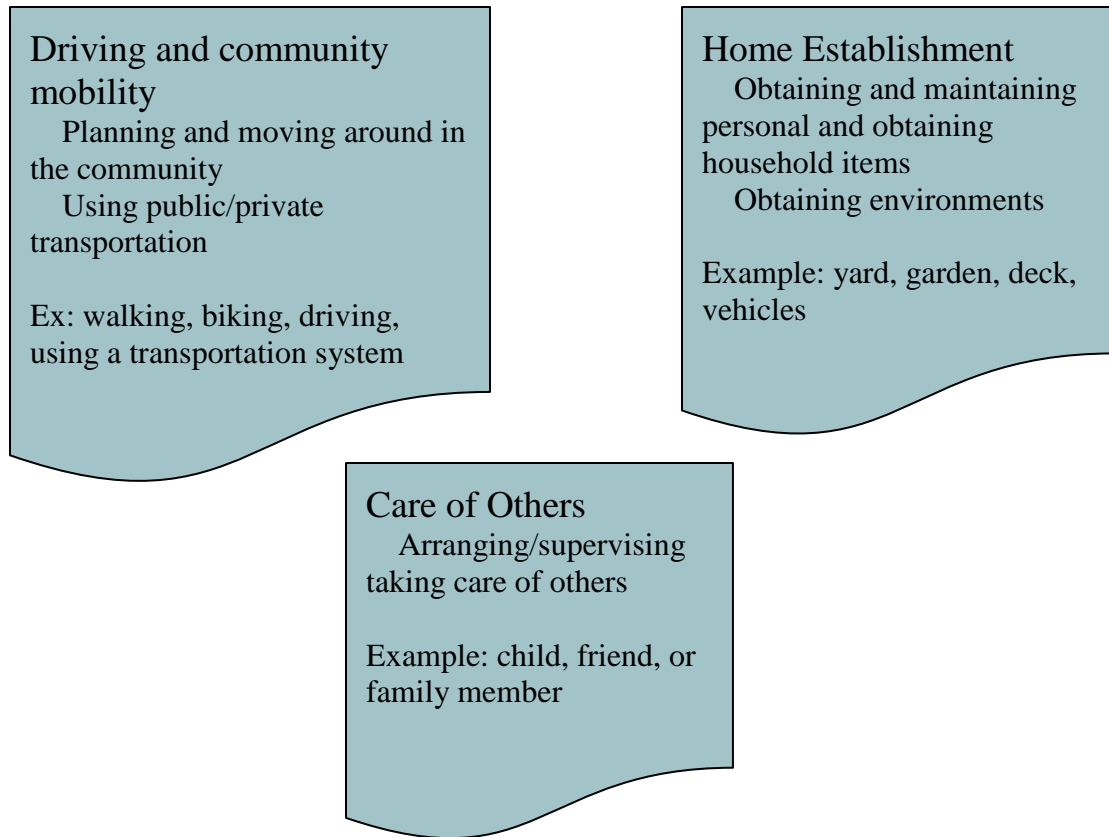 Driving and community
mobility
Planning and moving around in
the community
Using public/private
transportation
Ex: walking, biking, driving,
using a transportation system
Home Establishment
Obtaining and maintaining
personal and obtaining
household items
Obtaining environments
Example: yard, garden, deck,
vehicles
Care of Others
Arranging/supervising
taking care of others
Example: child, friend, or
family member